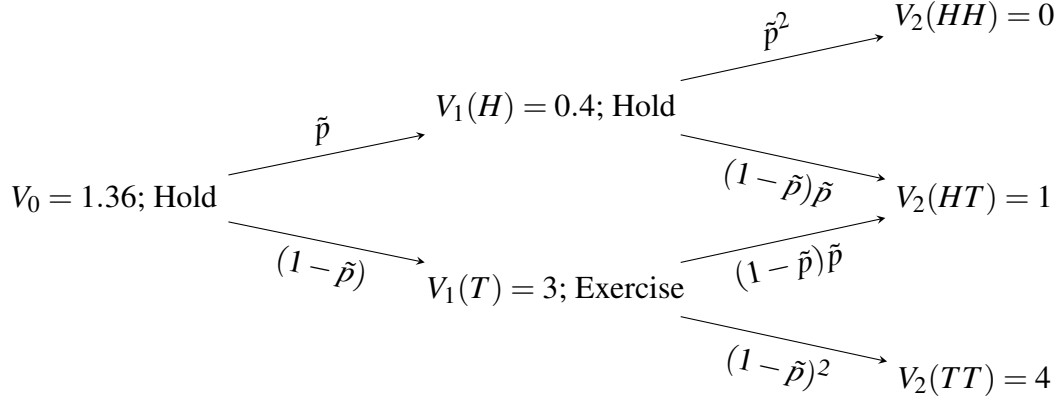 V₂(HH) = 0
p̃²
V₁(H) = 0.4; Hold
p̃
(1 − p̃)p̃
V₀ = 1.36; Hold
V₂(HT) = 1
(1 − p̃)
(1 − p̃)p̃
V₁(T) = 3; Exercise
(1 − p̃)²
V₂(TT) = 4